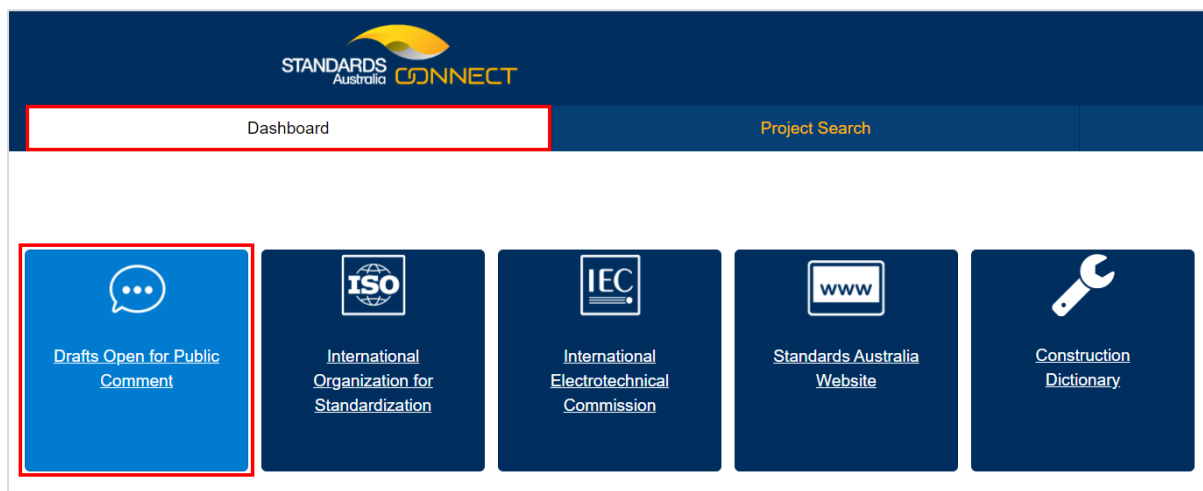 STANDARDS
Australia CONNECT
Dashboard
Project Search
ISO
IEC
www
Drafts Open for Public
Comment
International
Organization for
Standardization
International
Electrotechnical
Commission
Standards Australia
Website
Construction
Dictionary